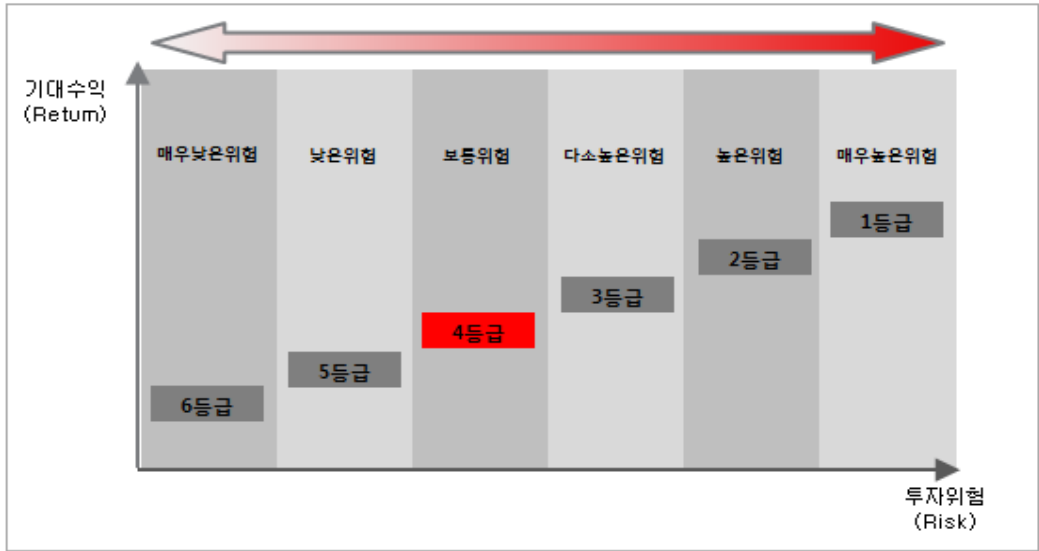 기대수익
(Return)
매우낮은위험 낮은위험 보통위험 다소높은위험 높은위험 매우높은위험
1등급
2등급
3등급
4등급
5등급
6등급
투자위험
(Risk)